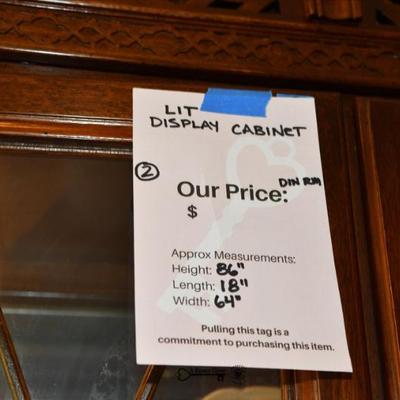 LIT
DISPLAY CABINET
②
DIN RM
Our Price:
$
Approx Measurements:
Height: 86"
Length: 18"
Width: 64"
Pulling this tag is a
commitment to purchasing this item.